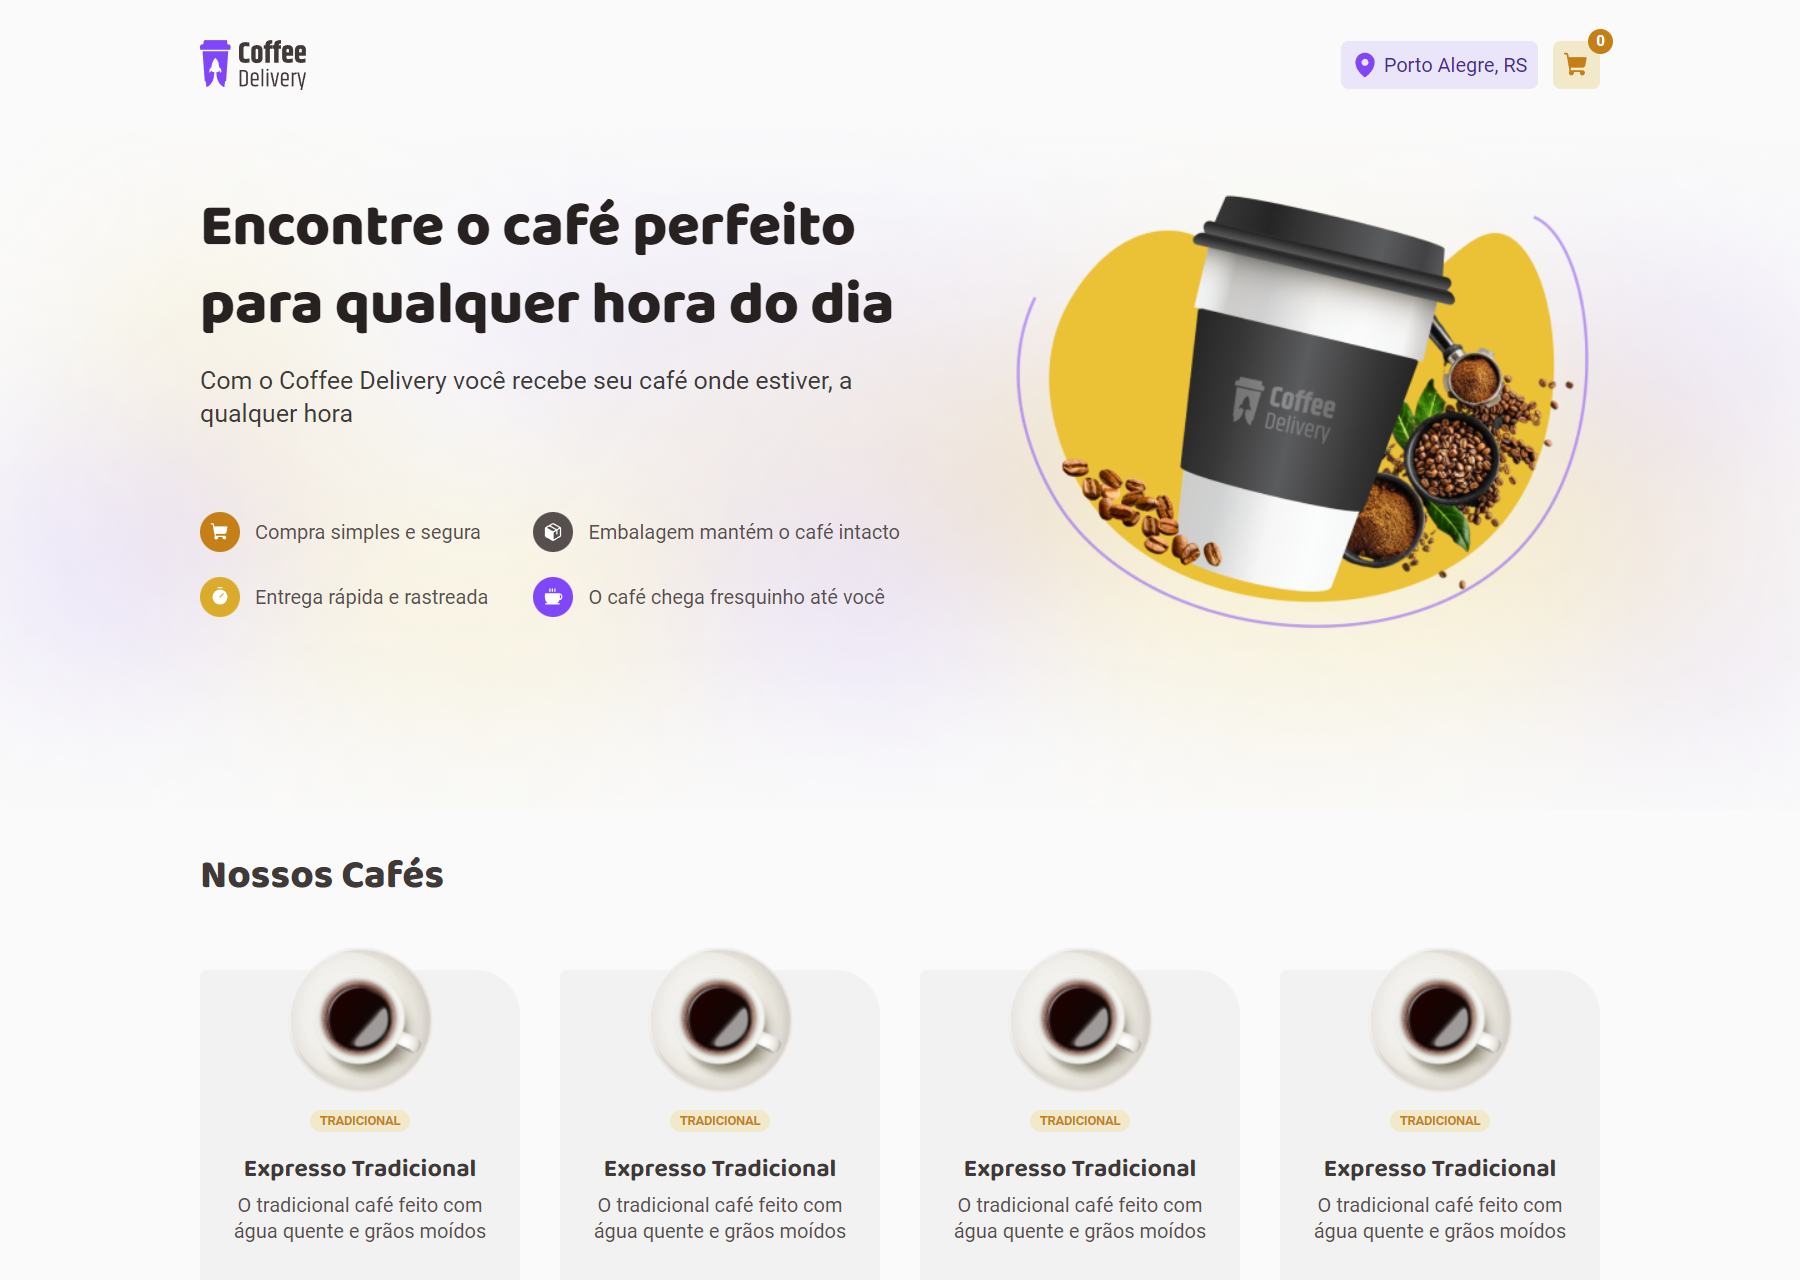 Coffee
Delivery
Porto Alegre, RS
0
Encontre o café perfeito
para qualquer hora do dia
Com o Coffee Delivery você recebe seu café onde estiver, a
qualquer hora
Compra simples e segura
Embalagem mantém o café intacto
Entrega rápida e rastreada
O café chega fresquinho até você
Coffee
Delivery
Nossos Cafés
TRADICIONAL
Expresso Tradicional
O tradicional café feito com
água quente e grãos moídos
TRADICIONAL
Expresso Tradicional
O tradicional café feito com
água quente e grãos moídos
TRADICIONAL
Expresso Tradicional
O tradicional café feito com
água quente e grãos moídos
TRADICIONAL
Expresso Tradicional
O tradicional café feito com
água quente e grãos moídos